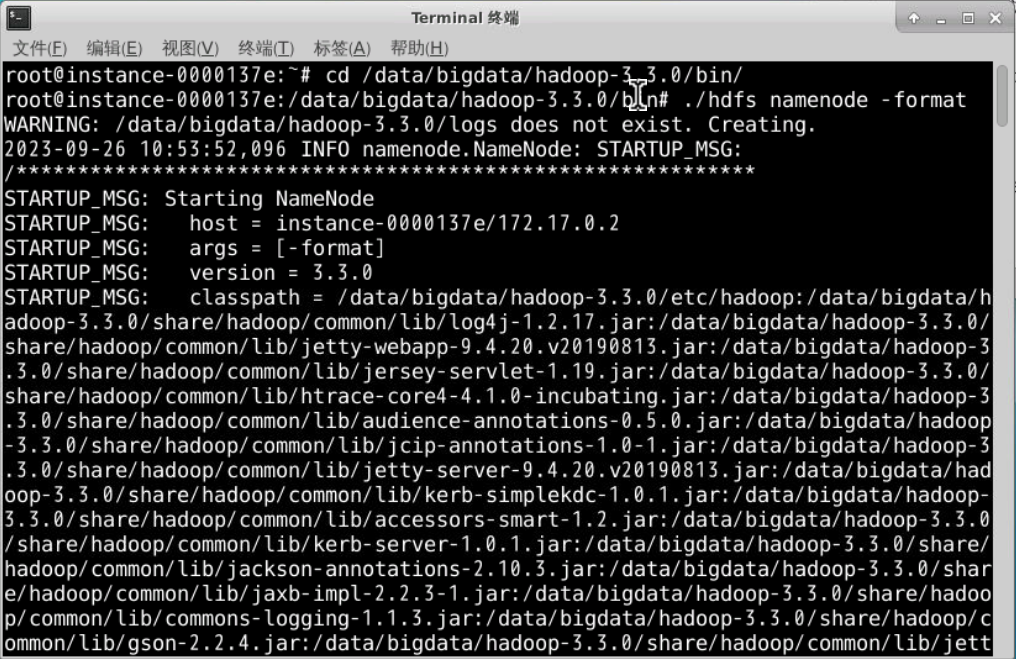 Terminal 终端
文件(F) 编辑(E) 视图(V) 终端(T) 标签(A) 帮助(H)
root@instance-0000137e:~# cd /data/bigdata/hadoop-3.3.0/bin/
root@instance-0000137e:/data/bigdata/hadoop-3.3.0/bin# ./hdfs namenode -format
WARNING: /data/bigdata/hadoop-3.3.0/logs does not exist. Creating.
2023-09-26 10:53:52,096 INFO namenode.NameNode: STARTUP_MSG:
/************************************************************
STARTUP_MSG: Starting NameNode
STARTUP_MSG:   host = instance-0000137e/172.17.0.2
STARTUP_MSG:   args = [-format]
STARTUP_MSG:   version = 3.3.0
STARTUP_MSG:   classpath = /data/bigdata/hadoop-3.3.0/etc/hadoop:/data/bigdata/h
adoop-3.3.0/share/hadoop/common/lib/log4j-1.2.17.jar:/data/bigdata/hadoop-3.3.0/
share/hadoop/common/lib/jetty-webapp-9.4.20.v20190813.jar:/data/bigdata/hadoop-3
.3.0/share/hadoop/common/lib/jersey-servlet-1.19.jar:/data/bigdata/hadoop-3.3.0/
share/hadoop/common/lib/htrace-core4-4.1.0-incubating.jar:/data/bigdata/hadoop-3
.3.0/share/hadoop/common/lib/audience-annotations-0.5.0.jar:/data/bigdata/hadoop
-3.3.0/share/hadoop/common/lib/jcip-annotations-1.0-1.jar:/data/bigdata/hadoop-3
.3.0/share/hadoop/common/lib/jetty-server-9.4.20.v20190813.jar:/data/bigdata/had
oop-3.3.0/share/hadoop/common/lib/kerb-simplekdc-1.0.1.jar:/data/bigdata/hadoop-
3.3.0/share/hadoop/common/lib/accessors-smart-1.2.jar:/data/bigdata/hadoop-3.3.0
/share/hadoop/common/lib/kerb-server-1.0.1.jar:/data/bigdata/hadoop-3.3.0/share/
hadoop/common/lib/jackson-annotations-2.10.3.jar:/data/bigdata/hadoop-3.3.0/shar
e/hadoop/common/lib/jaxb-impl-2.2.3-1.jar:/data/bigdata/hadoop-3.3.0/share/hadoo
p/common/lib/commons-logging-1.1.3.jar:/data/bigdata/hadoop-3.3.0/share/hadoop/c
ommon/lib/gson-2.2.4.jar:/data/bigdata/hadoop-3.3.0/share/hadoop/common/lib/jett